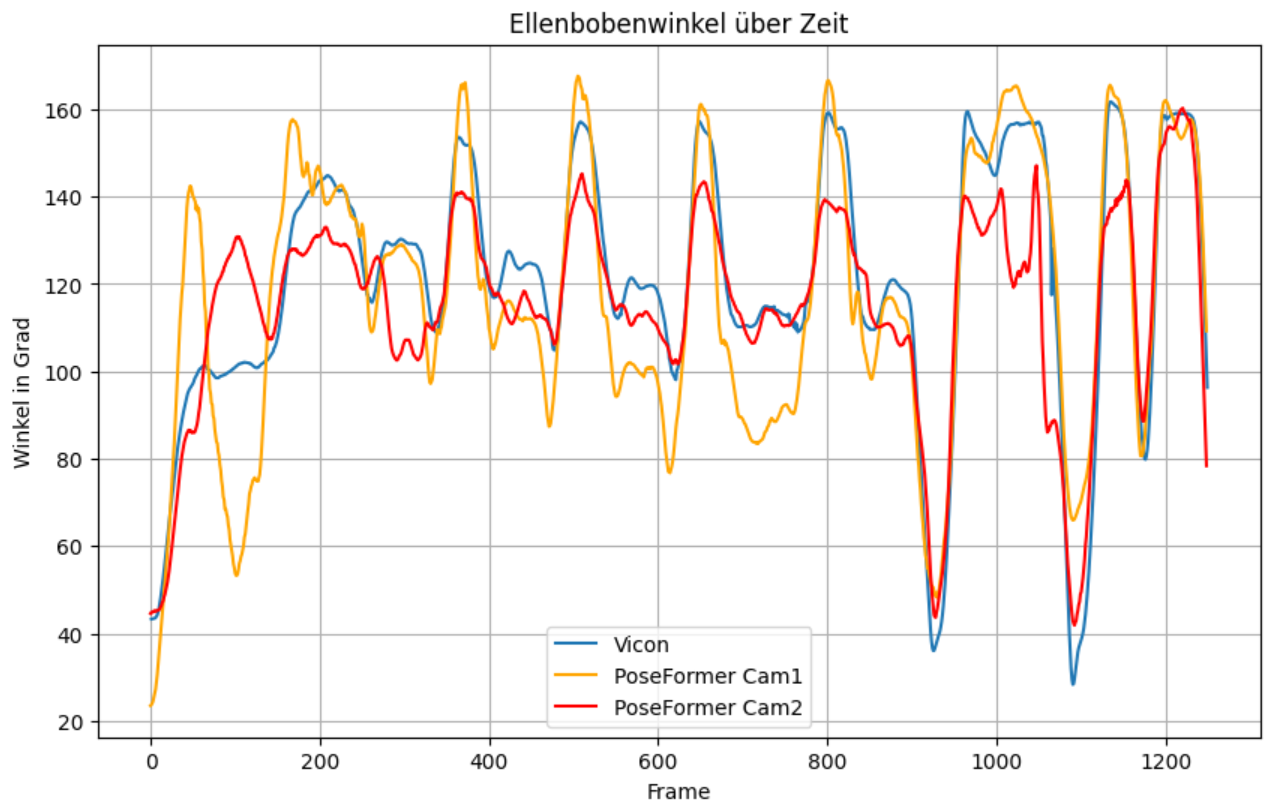 Ellenbobenwinkel über Zeit
Winkel in Grad
160
140
120
100
80
60
40
20
Vicon
PoseFormer Cam1
PoseFormer Cam2
0 200 400 600 800 1000 1200
Frame